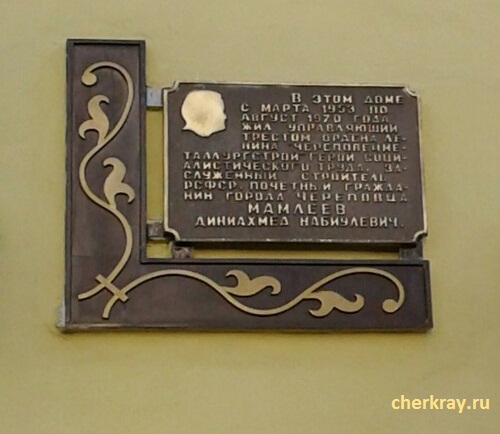 В ЭТОМ ДОМЕ
С МАРТА 1953 ПО
АВГУСТ 1970 ГОДА
ЖИЛ УПРАВЛЯЮЩИЙ
ТРЕСТОМ ОРДЕНА ЛЕ-
НИНА "ЧЕРЕПОВЕЦМЕ-
ТАЛЛУРГСТРОЙ" ГЕРОЙ СОЦИ-
АЛИСТИЧЕСКОГО ТРУДА, ЗА-
СЛУЖЕННЫЙ СТРОИТЕЛЬ
РСФСР, ПОЧЕТНЫЙ ГРАЖДА-
НИН ГОРОДА ЧЕРЕПОВЦА
МАМЛЕЕВ
ДИНИАХМЕД НАБИУЛЕВИЧ.
cherkray.ru